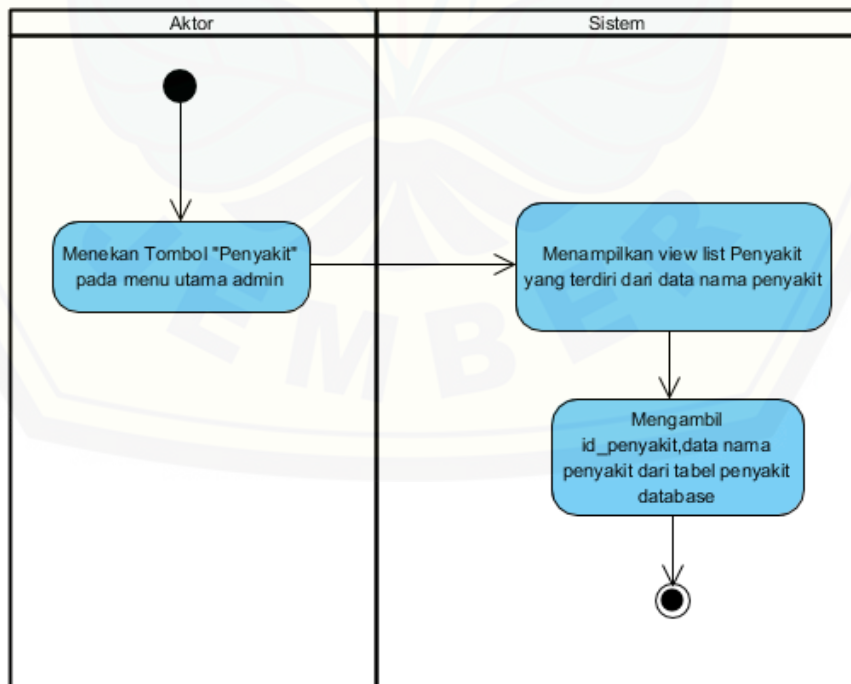 Aktor
Sistem
Menekan Tombol "Penyakit"
pada menu utama admin
Menampilkan view list Penyakit
yang terdiri dari data nama penyakit
Mengambil
id_penyakit,data nama
penyakit dari tabel penyakit
database
EMBER